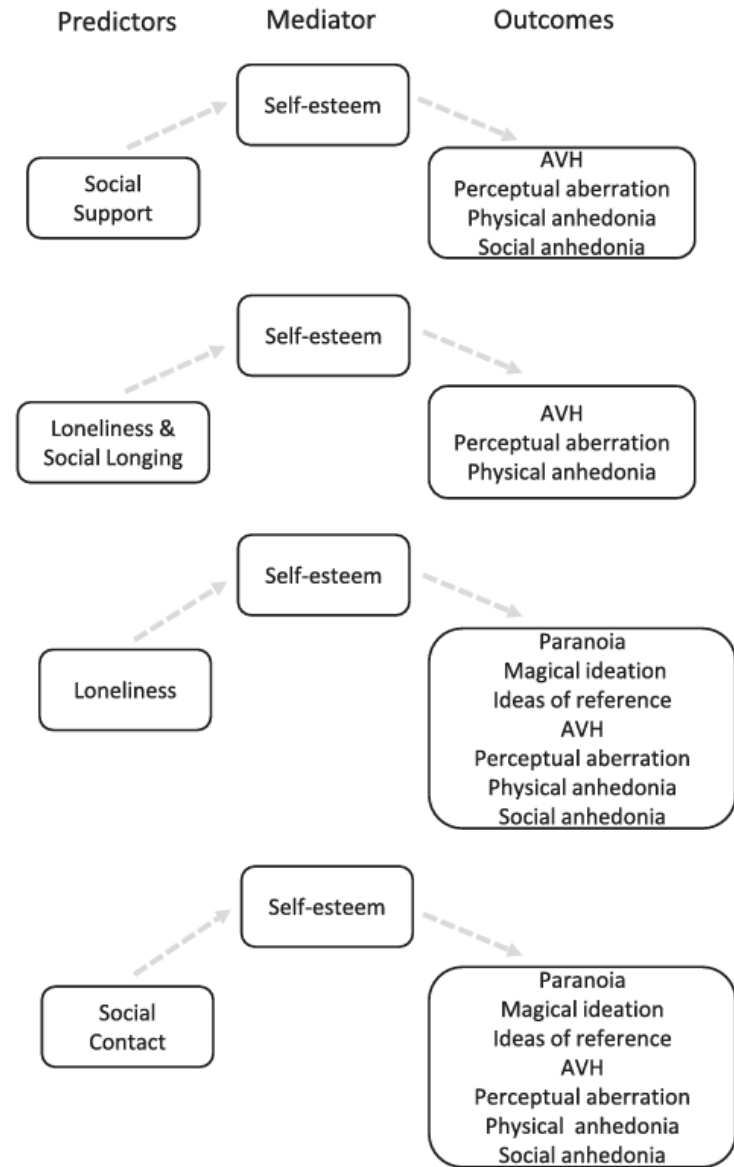 Predictors Mediator Outcomes
Self-esteem
Social
Support
AVH
Perceptual aberration
Physical anhedonia
Social anhedonia
Self-esteem
Loneliness &
Social Longing
AVH
Perceptual aberration
Physical anhedonia
Self-esteem
Loneliness
Paranoia
Magical ideation
Ideas of reference
AVH
Perceptual aberration
Physical anhedonia
Social anhedonia
Self-esteem
Social
Contact
Paranoia
Magical ideation
Ideas of reference
AVH
Perceptual aberration
Physical anhedonia
Social anhedonia